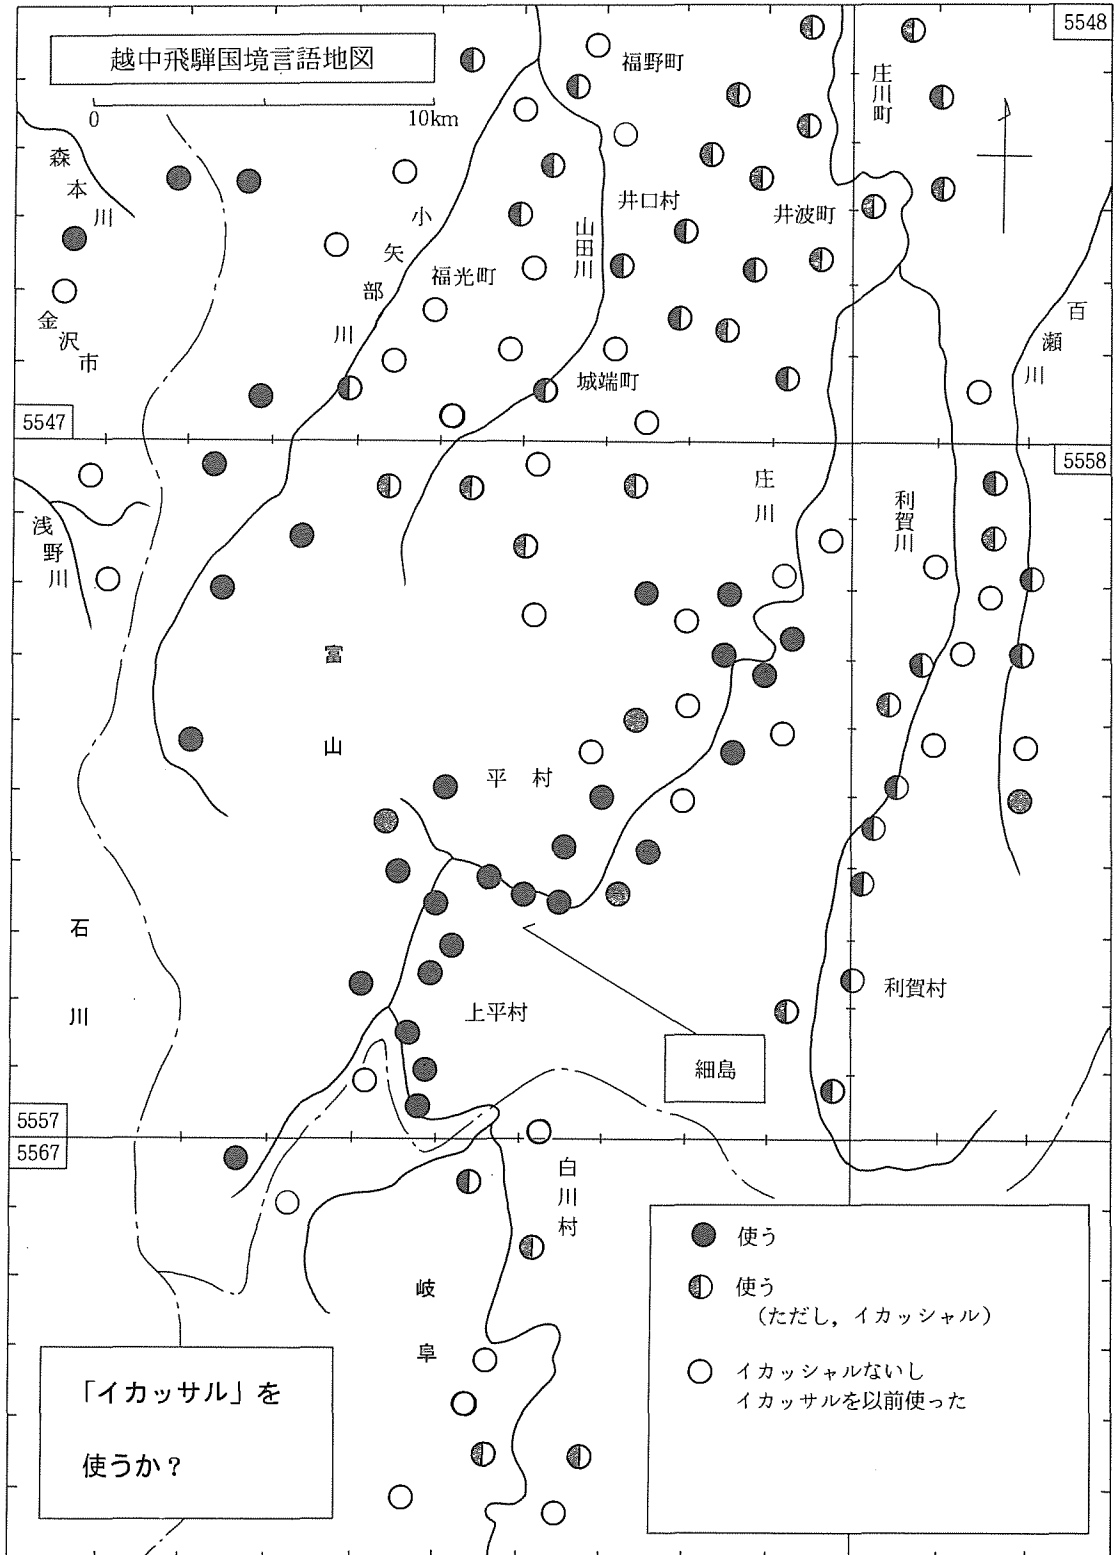 越中飛騨国境言語地図
0 10km
5548
5547
5558
5557
5567
森本川
金沢市
浅野川
小矢部川
福光町
福野町
山田川
井口村
井波町
城端町
庄川町
百瀬川
庄川
利賀川
富山
平村
石川
上平村
利賀村
細島
白川村
岐阜
「イカッサル」を
使うか？
使う
使う
（ただし，イカッシャル）
イカッシャルないし
イカッサルを以前使った